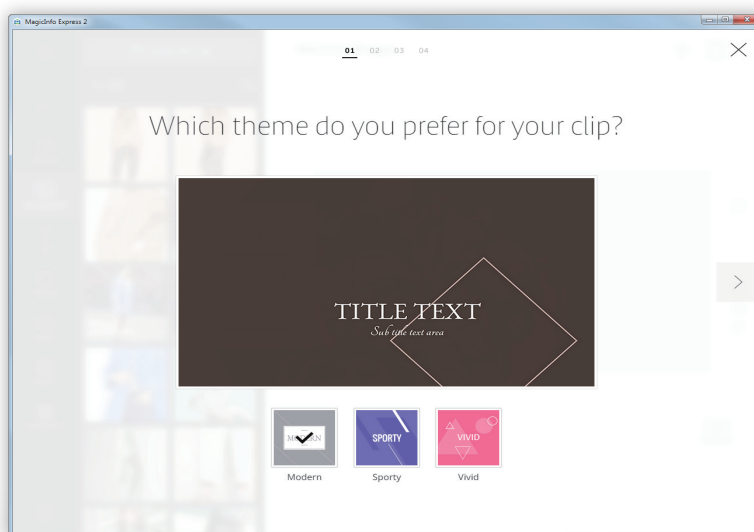 MagicInfo Express 2
01 02 03 04
Which theme do you prefer for your clip?
TITLE TEXT
Sub title text area
MODERN
SPORTY
VIVID
Modern
Sporty
Vivid